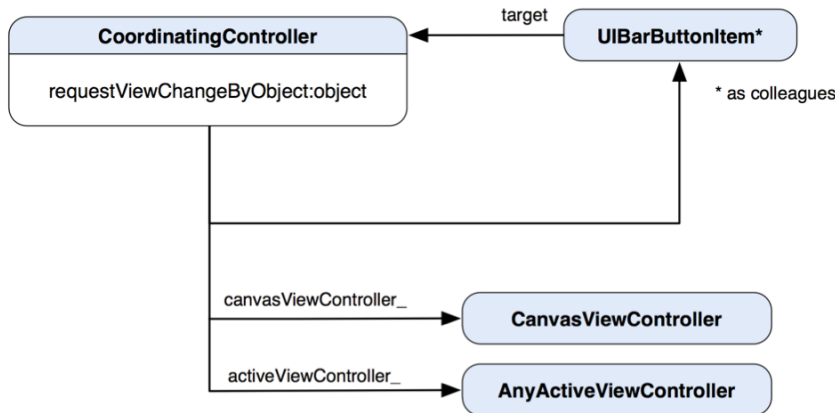 target
CoordinatingController
UIBarButtonItem*
requestViewChangeByObject:object
* as colleagues
canvasViewController_
CanvasViewController
activeViewController_
AnyActiveViewController